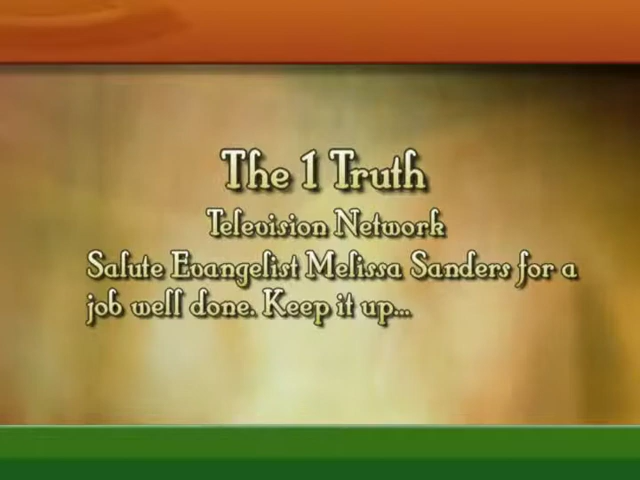 The 1 Truth
Television Network
Salute Evangelist Melissa Sanders for a
job well done. Keep it up...